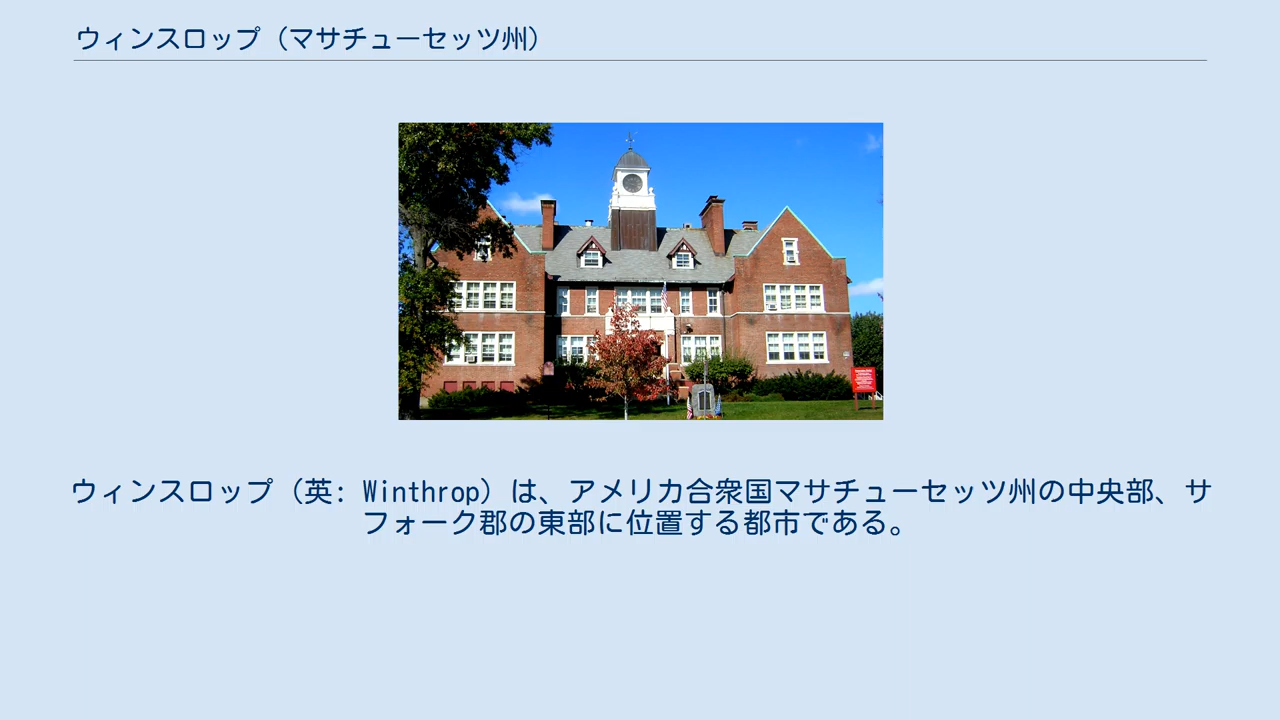 ウィンスロップ（マサチューセッツ州）
ウィンスロップ（英: Winthrop）は、アメリカ合衆国マサチューセッツ州の中央部、サ
フォーク郡の東部に位置する都市である。